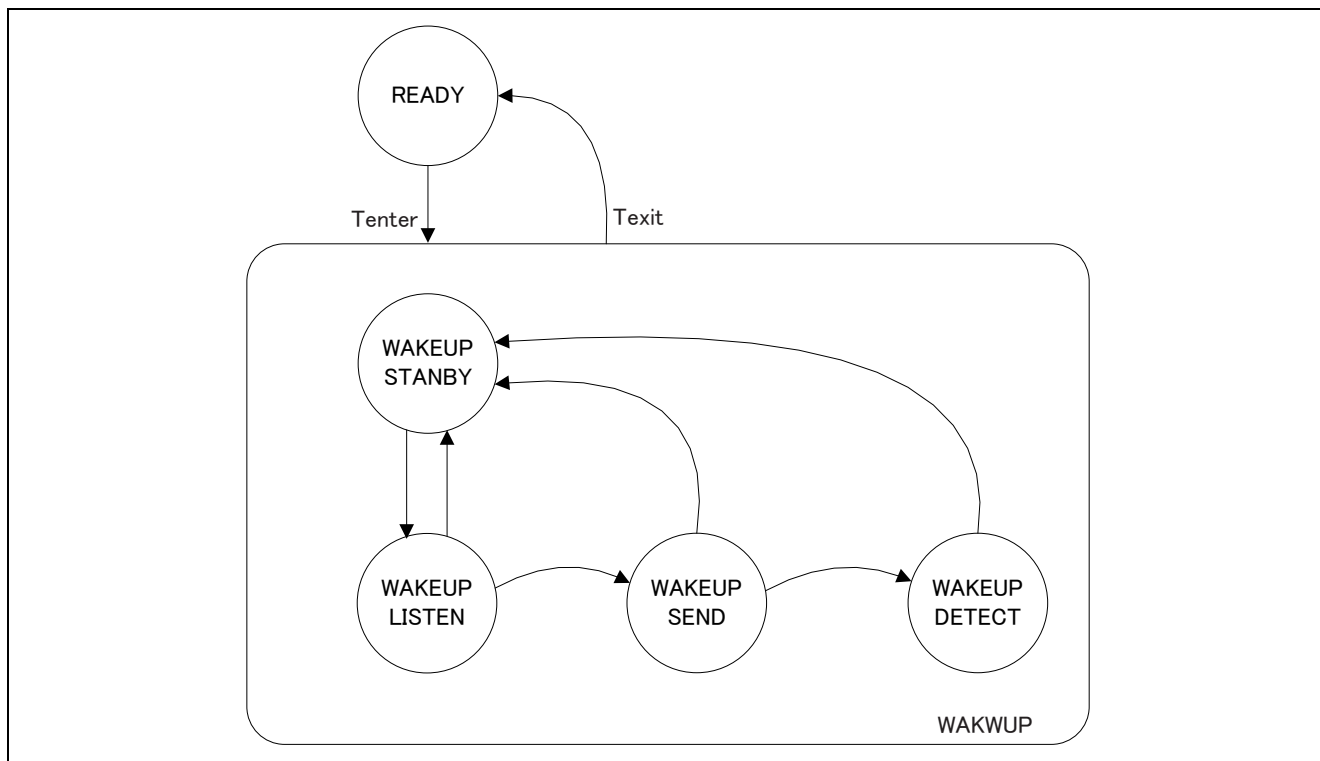 READY
Tenter
Texit
WAKEUP
STANBY
WAKEUP
LISTEN
WAKEUP
SEND
WAKEUP
DETECT
WAKWUP